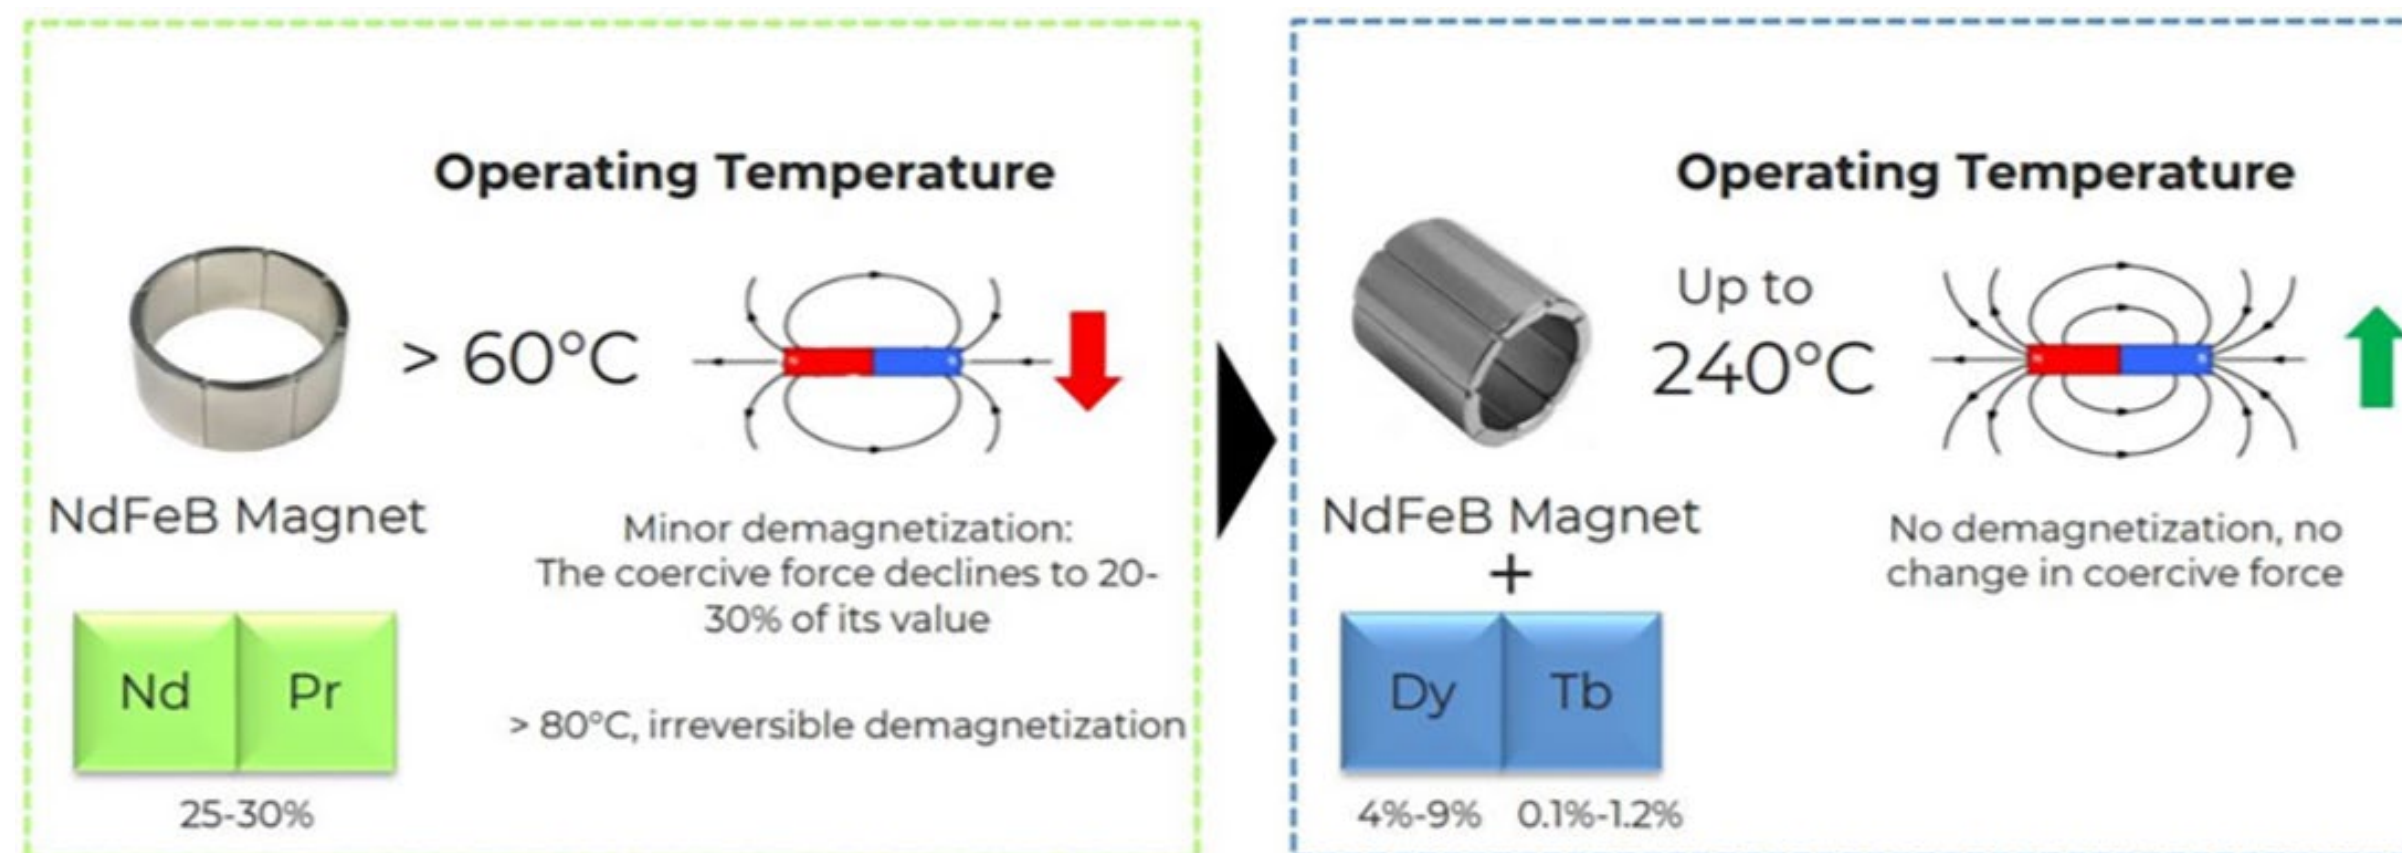 Operating Temperature
> 60°C
NdFeB Magnet
Minor demagnetization:
The coercive force declines to 20-
30% of its value
Nd Pr
> 80°C, irreversible demagnetization
25-30%
Operating Temperature
Up to
240°C
NdFeB Magnet
+
No demagnetization, no
change in coercive force
Dy Tb
4%-9% 0.1%-1.2%